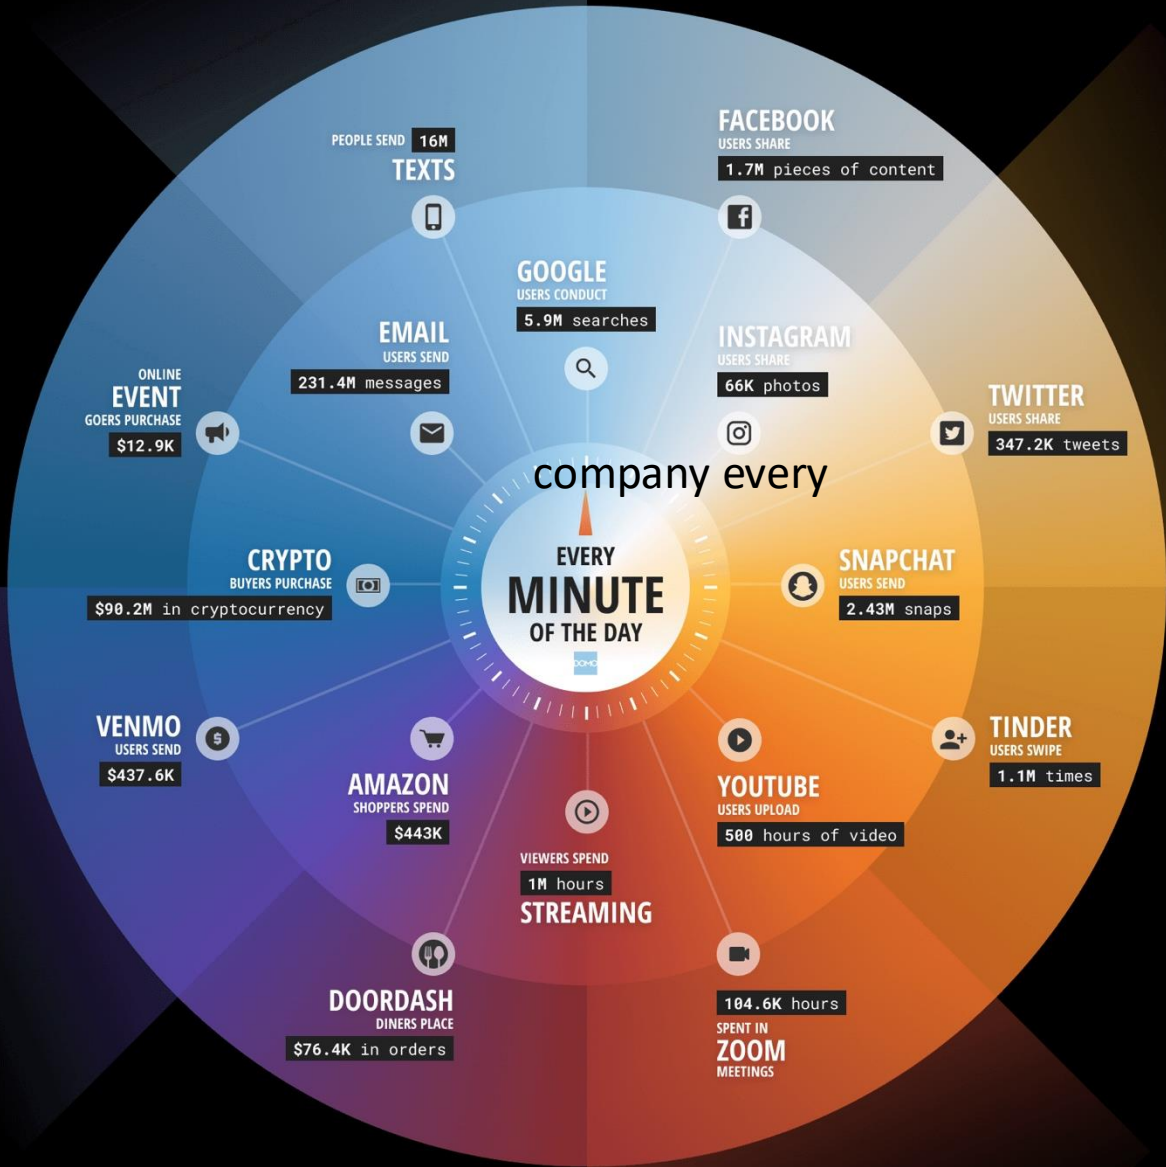 PEOPLE SEND 16M
TEXTS
FACEBOOK
USERS SHARE
1.7M pieces of content
GOOGLE
USERS CONDUCT
5.9M searches
EMAIL
USERS SEND
231.4M messages
INSTAGRAM
USERS SHARE
66K photos
ONLINE
EVENT
GOERS PURCHASE
$12.9K
TWITTER
USERS SHARE
347.2K tweets
company every
EVERY
MINUTE
OF THE DAY
DOMO
CRYPTO
BUYERS PURCHASE
$90.2M in cryptocurrency
SNAPCHAT
USERS SEND
2.43M snaps
VENMO
USERS SEND
$437.6K
AMAZON
SHOPPERS SPEND
$443K
YOUTUBE
USERS UPLOAD
500 hours of video
TINDER
USERS SWIPE
1.1M times
VIEWERS SPEND
1M hours
STREAMING
DOORDASH
DINERS PLACE
$76.4K in orders
104.6K hours
SPENT IN
ZOOM
MEETINGS